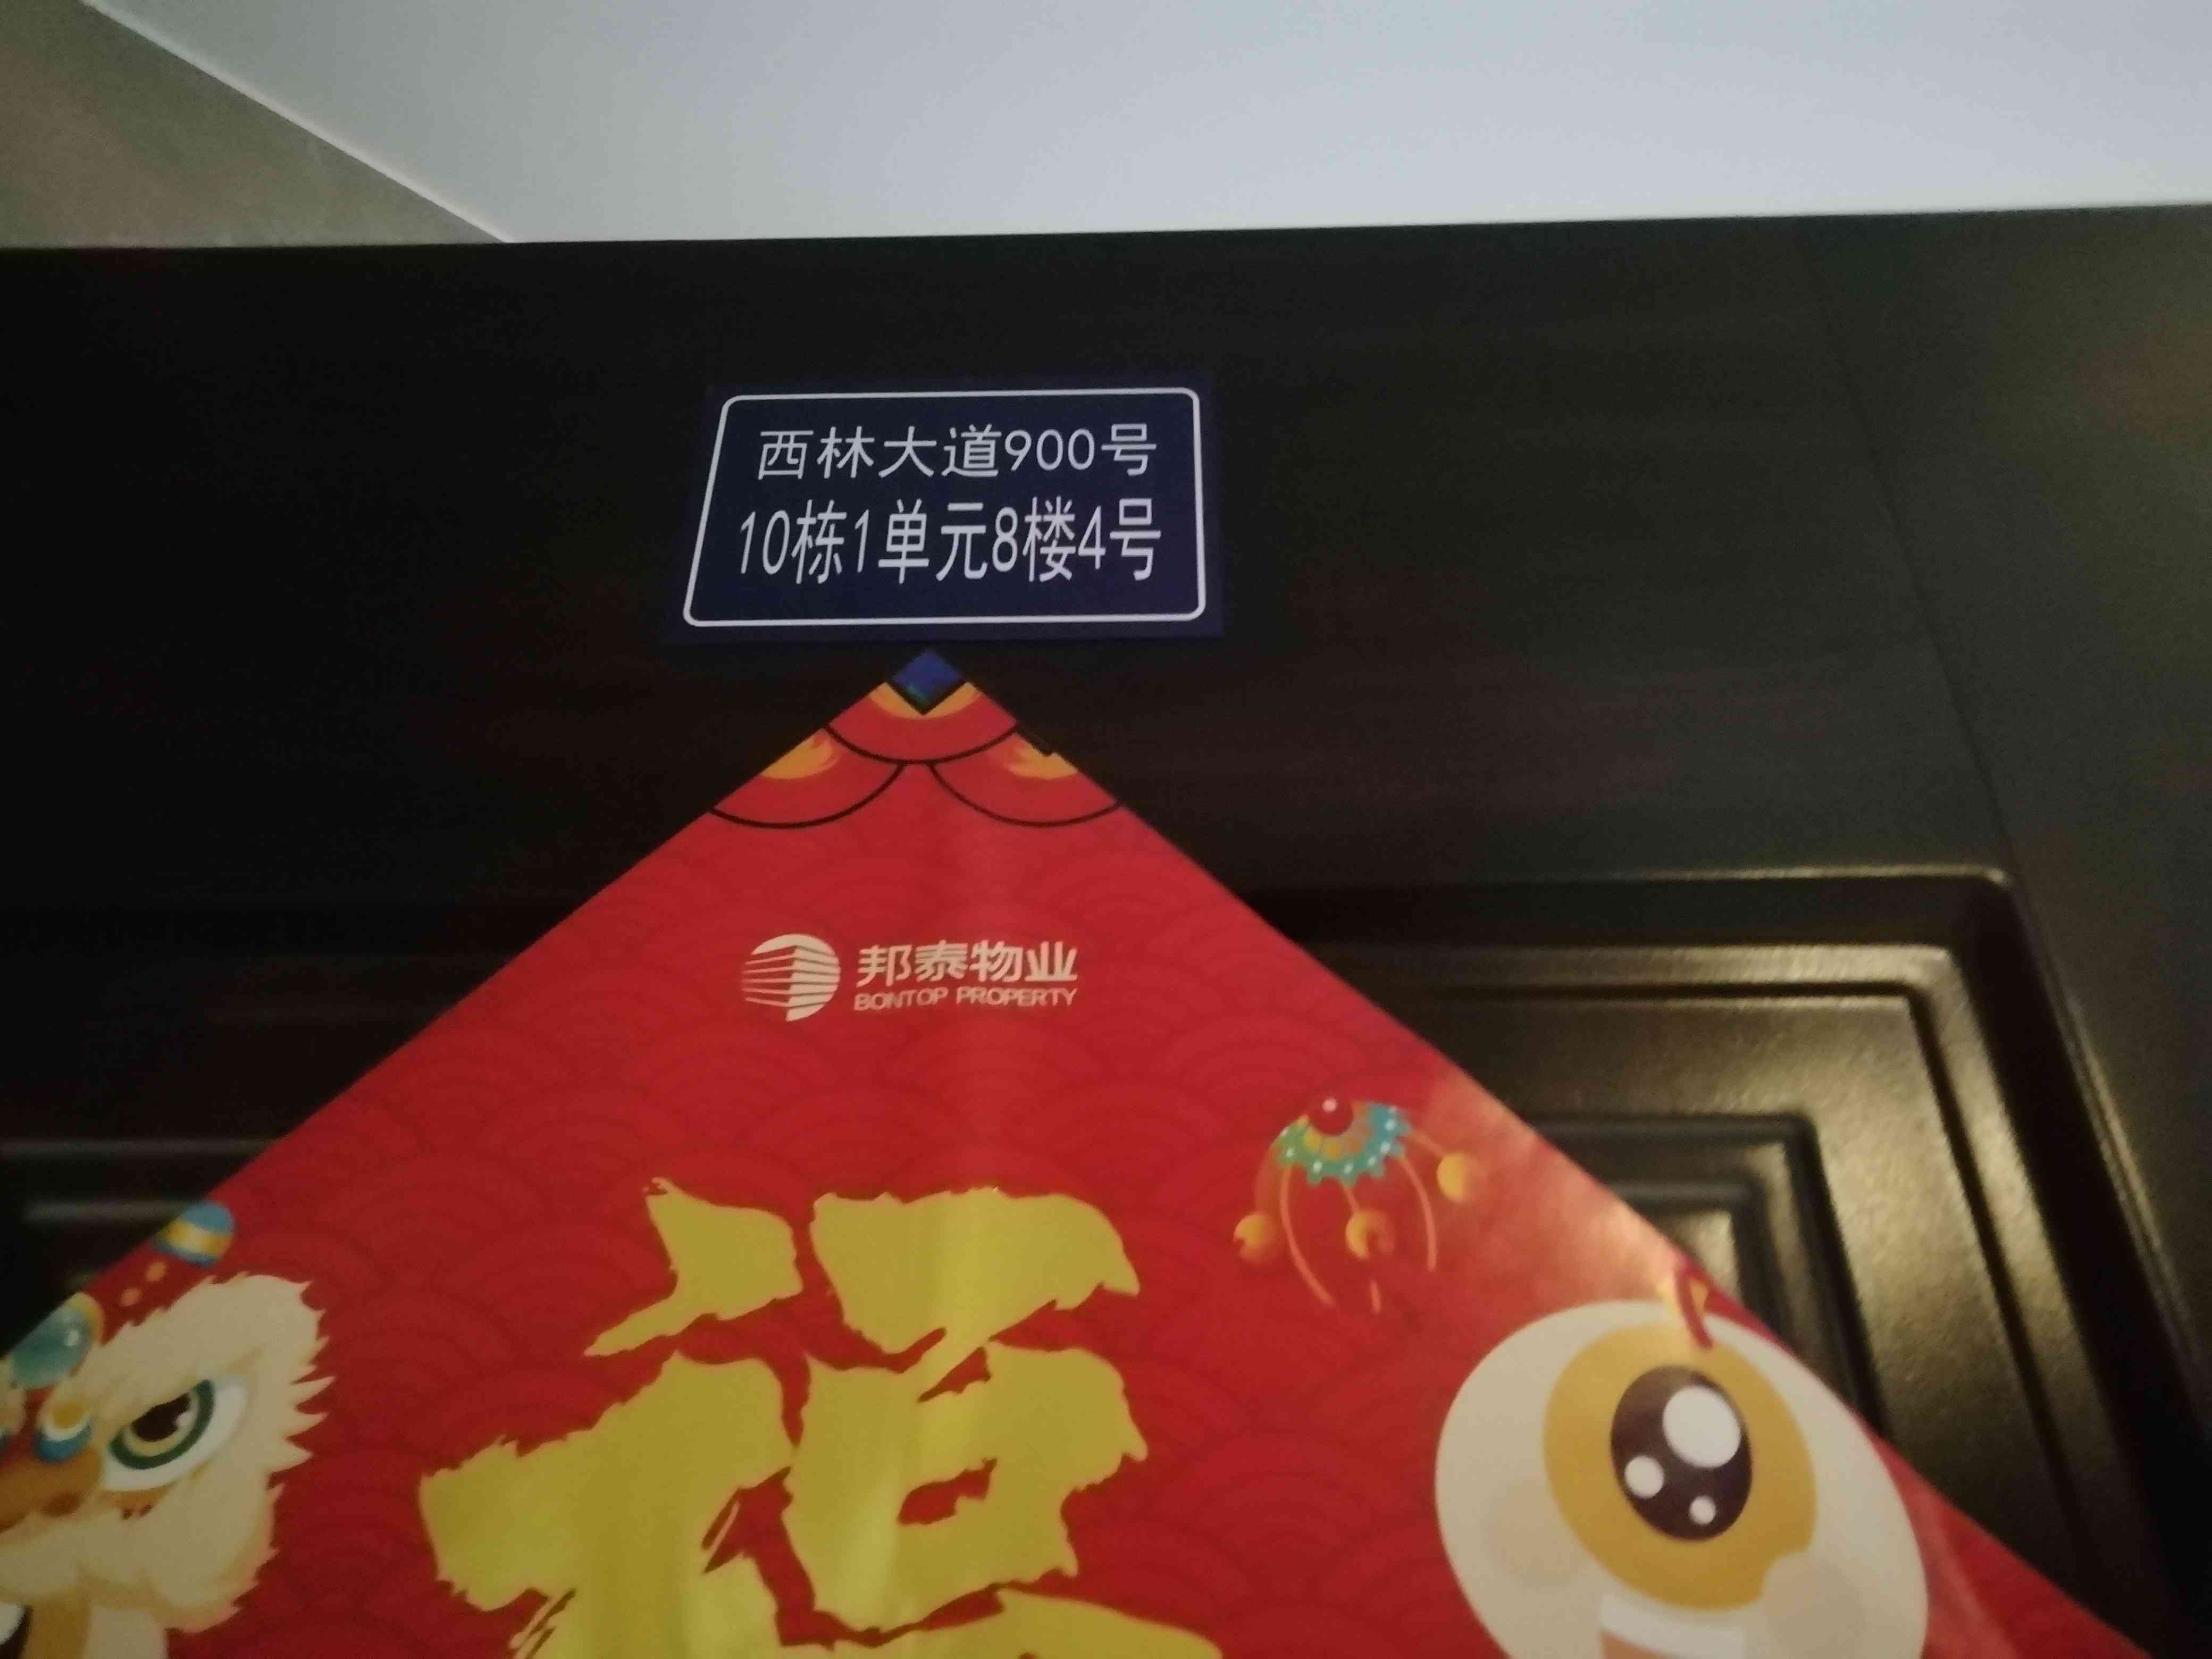 西林大道900号
10栋1单元8楼4号
邦泰物业
BONTOP PROPERTY
福